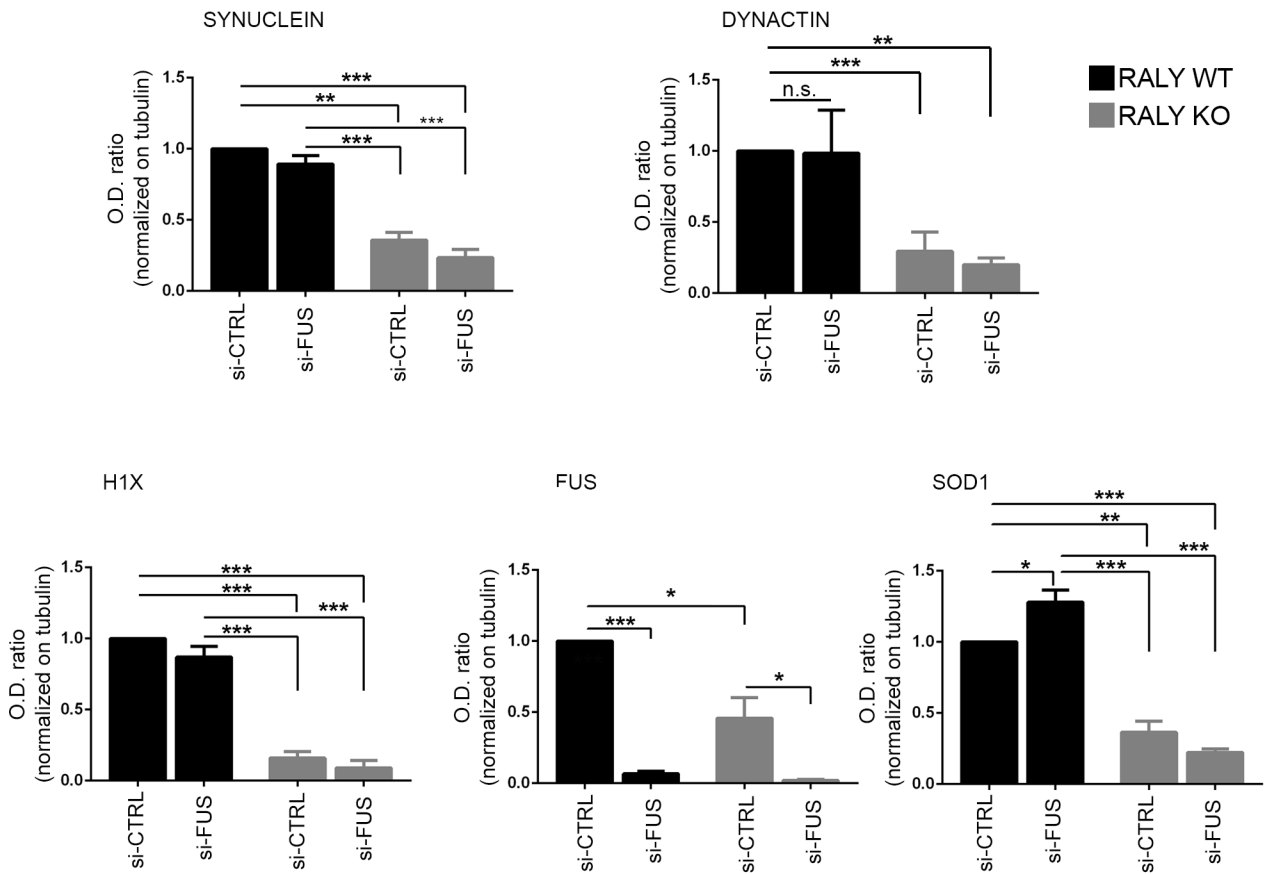 SYNUCLEIN
O.D. ratio
(normalized on tubulin)
1.5
1.0
0.5
0.0
***
**
***
***
si-CTRL
si-FUS
si-CTRL
si-FUS
DYNACTIN
O.D. ratio
(normalized on tubulin)
1.5
1.0
0.5
0.0
**
***
n.s.
si-CTRL
si-FUS
si-CTRL
si-FUS
RALY WT
RALY KO
H1X
O.D. ratio
(normalized on tubulin)
1.5
1.0
0.5
0.0
***
***
***
***
si-CTRL
si-FUS
si-CTRL
si-FUS
FUS
O.D. ratio
(normalized on tubulin)
1.5
1.0
0.5
0.0
*
***
*
si-CTRL
si-FUS
si-CTRL
si-FUS
SOD1
O.D. ratio
(normalized on tubulin)
1.5
1.0
0.5
0.0
***
**
***
*
***
si-CTRL
si-FUS
si-CTRL
si-FUS